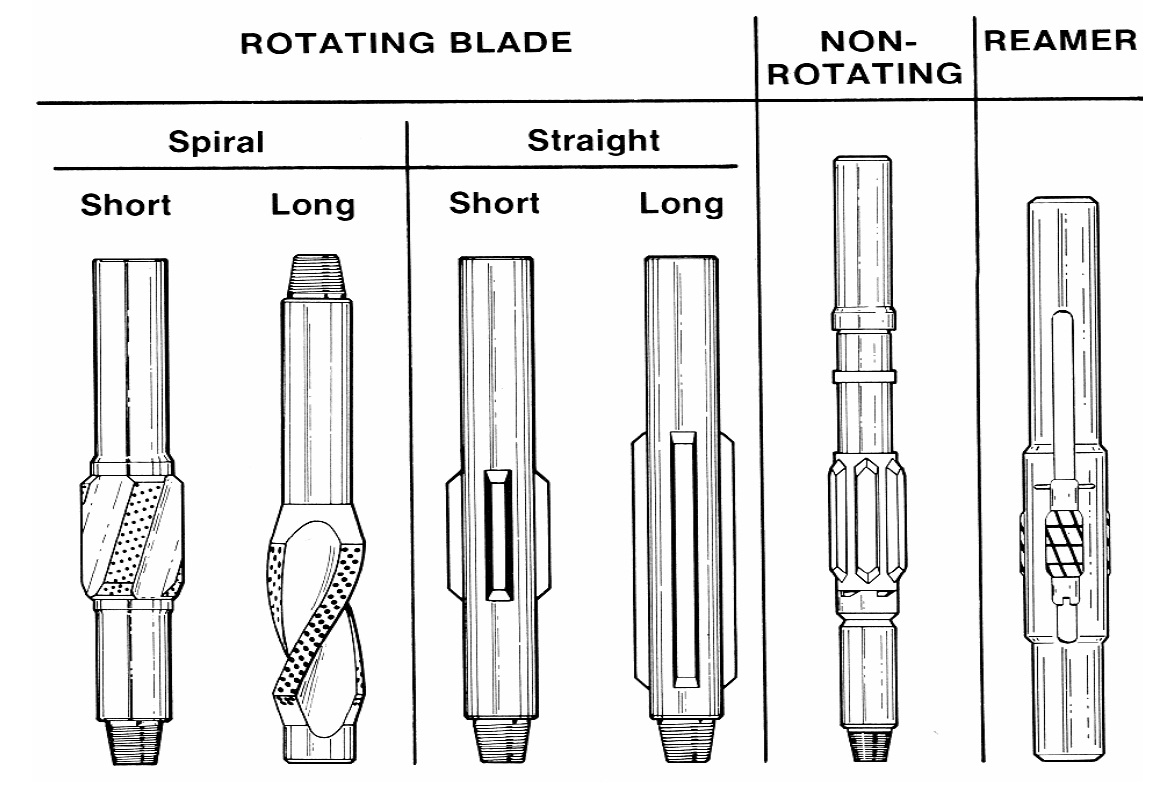 ROTATING BLADE
NON-
ROTATING
REAMER
Spiral
Straight
Short
Long
Short
Long